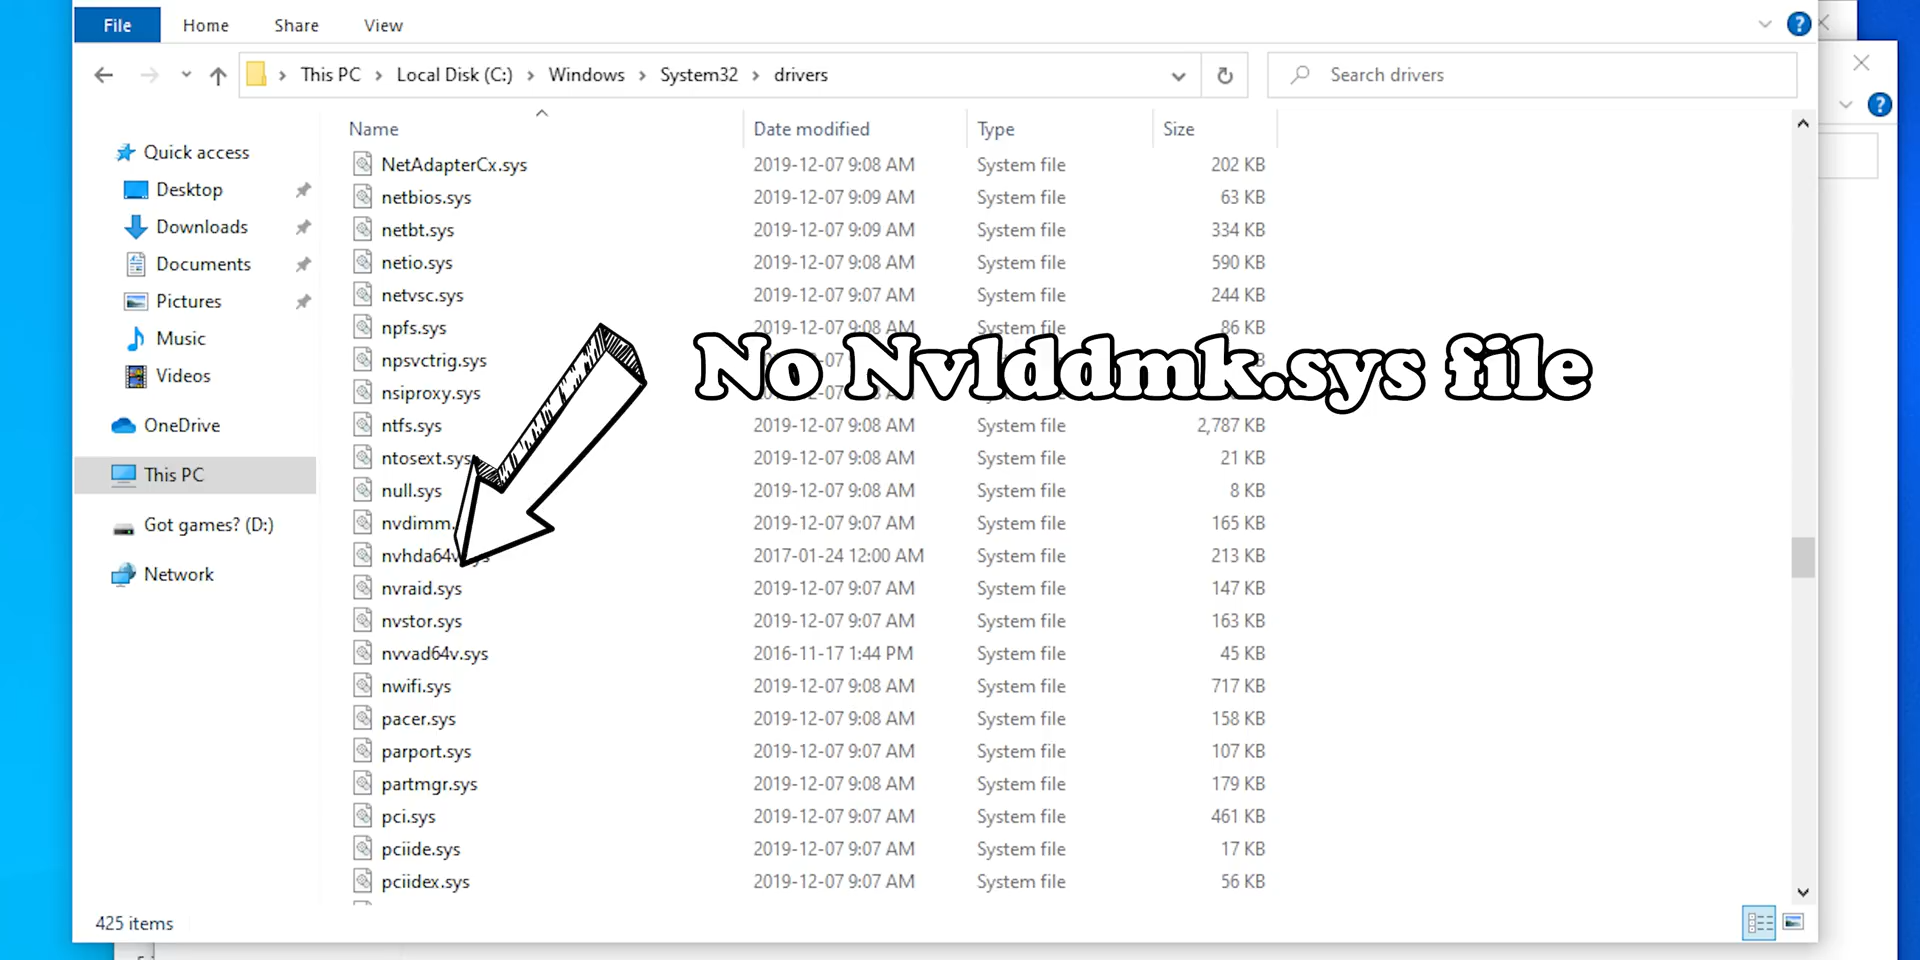 File Home Share View
This PC Local Disk (C:) Windows System32 drivers Search drivers
Name Date modified Type Size
Quick access
Desktop
Downloads
Documents
Pictures
Music
Videos
OneDrive
This PC
Got games? (D:)
Network
NetAdapterCx.sys 2019-12-07 9:08 AM System file 202 KB
netbios.sys 2019-12-07 9:09 AM System file 63 KB
netbt.sys 2019-12-07 9:09 AM System file 334 KB
netio.sys 2019-12-07 9:08 AM System file 590 KB
netvsc.sys 2019-12-07 9:07 AM System file 244 KB
npfs.sys 2019-12-07 9:08 AM System file 86 KB
npsvctrig.sys
No Nvlddmk.sys file
nsiproxy.sys
ntfs.sys 2019-12-07 9:08 AM System file 2,787 KB
ntosext.sys 2019-12-07 9:08 AM System file 21 KB
null.sys 2019-12-07 9:08 AM System file 8 KB
nvdimm. 2019-12-07 9:07 AM System file 165 KB
nvhda64v.sys 2017-01-24 12:00 AM System file 213 KB
nvraid.sys 2019-12-07 9:07 AM System file 147 KB
nvstor.sys 2019-12-07 9:07 AM System file 163 KB
nvvad64v.sys 2016-11-17 1:44 PM System file 45 KB
nwifi.sys 2019-12-07 9:08 AM System file 717 KB
pacer.sys 2019-12-07 9:08 AM System file 158 KB
parport.sys 2019-12-07 9:07 AM System file 107 KB
partmgr.sys 2019-12-07 9:08 AM System file 179 KB
pci.sys 2019-12-07 9:07 AM System file 461 KB
pciide.sys 2019-12-07 9:07 AM System file 17 KB
pciidex.sys 2019-12-07 9:07 AM System file 56 KB
425 items